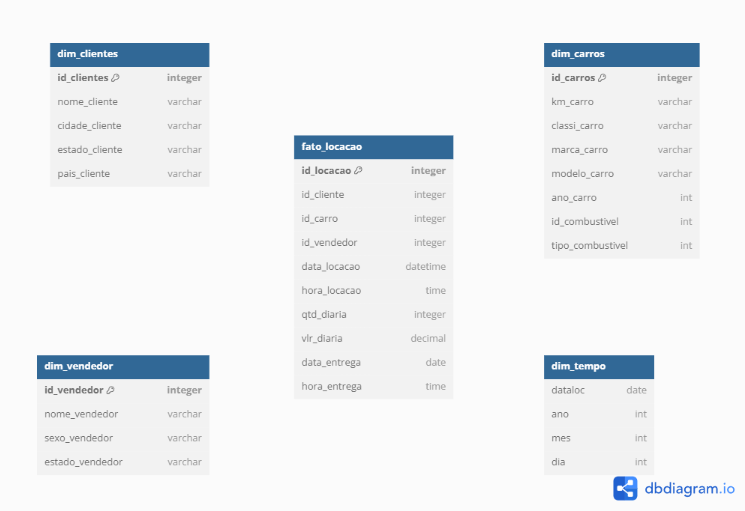 dim_clientes
id_clientes integer
nome_cliente varchar
cidade_cliente varchar
estado_cliente varchar
pais_cliente varchar
dim_carros
id_carros integer
km_carro varchar
classi_carro varchar
marca_carro varchar
modelo_carro varchar
ano_carro int
id_combustivel int
tipo_combustivel int
fato_locacao
id_locacao integer
id_cliente integer
id_carro integer
id_vendedor integer
data_locacao datetime
hora_locacao time
qtd_diaria integer
vlr_diaria decimal
data_entrega date
hora_entrega time
dim_vendedor
id_vendedor integer
nome_vendedor varchar
sexo_vendedor varchar
estado_vendedor varchar
dim_tempo
dataloc date
ano int
mes int
dia int
dbdiagram.io